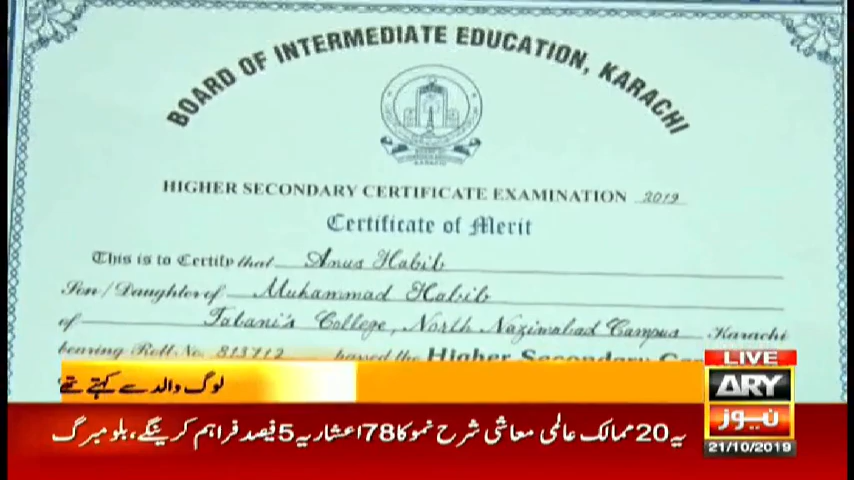 BOARD OF INTERMEDIATE EDUCATION, KARACHI
HIGHER SECONDARY CERTIFICATE EXAMINATION 2019
Certificate of Merit
This is to Certify that Anus Habib
Son/Daughter of Muhammad Habib
of Tabani's College, North Nazimabad Campus Karachi
bearing Roll No. 813712 passed the Higher Secondary
لوگ والد سے کہتے تھے
LIVE
ARY
نیوز
21/10/2019
یہ 20 ممالک عالمی معاشی شرح نمو کا 78 اعشاریہ 5 فیصد فراہم کرینگے، بلومبرگ